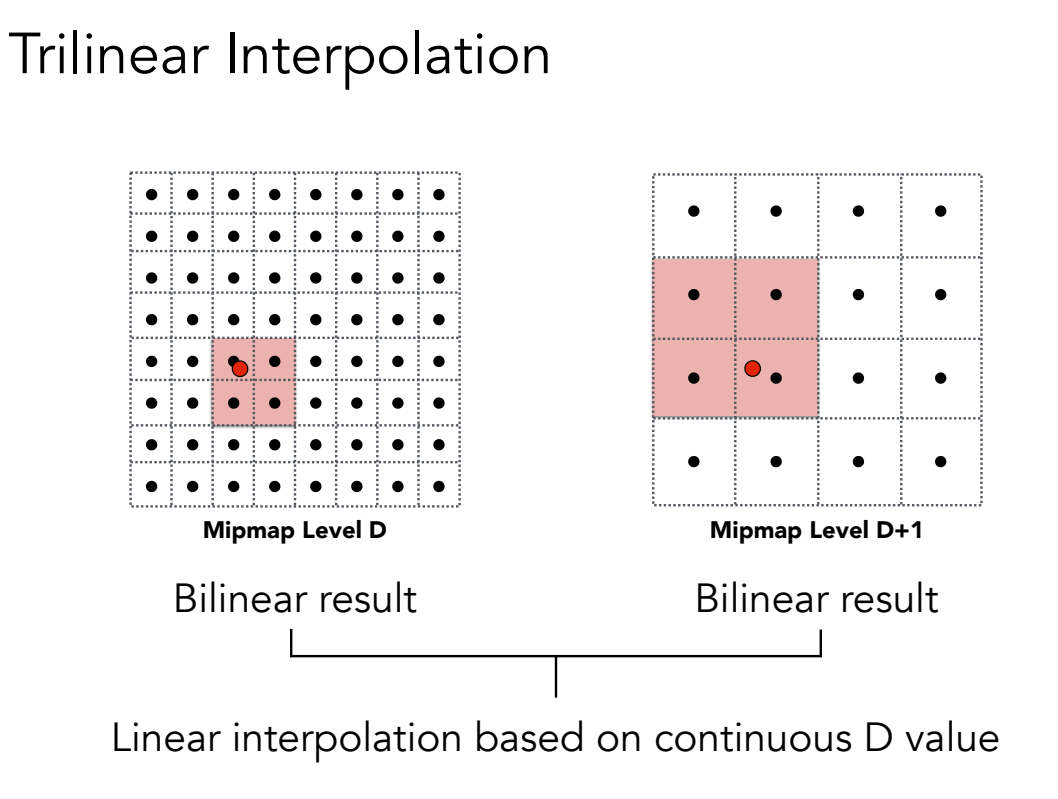 Trilinear Interpolation
Mipmap Level D
Mipmap Level D+1
Bilinear result
Bilinear result
Linear interpolation based on continuous D value